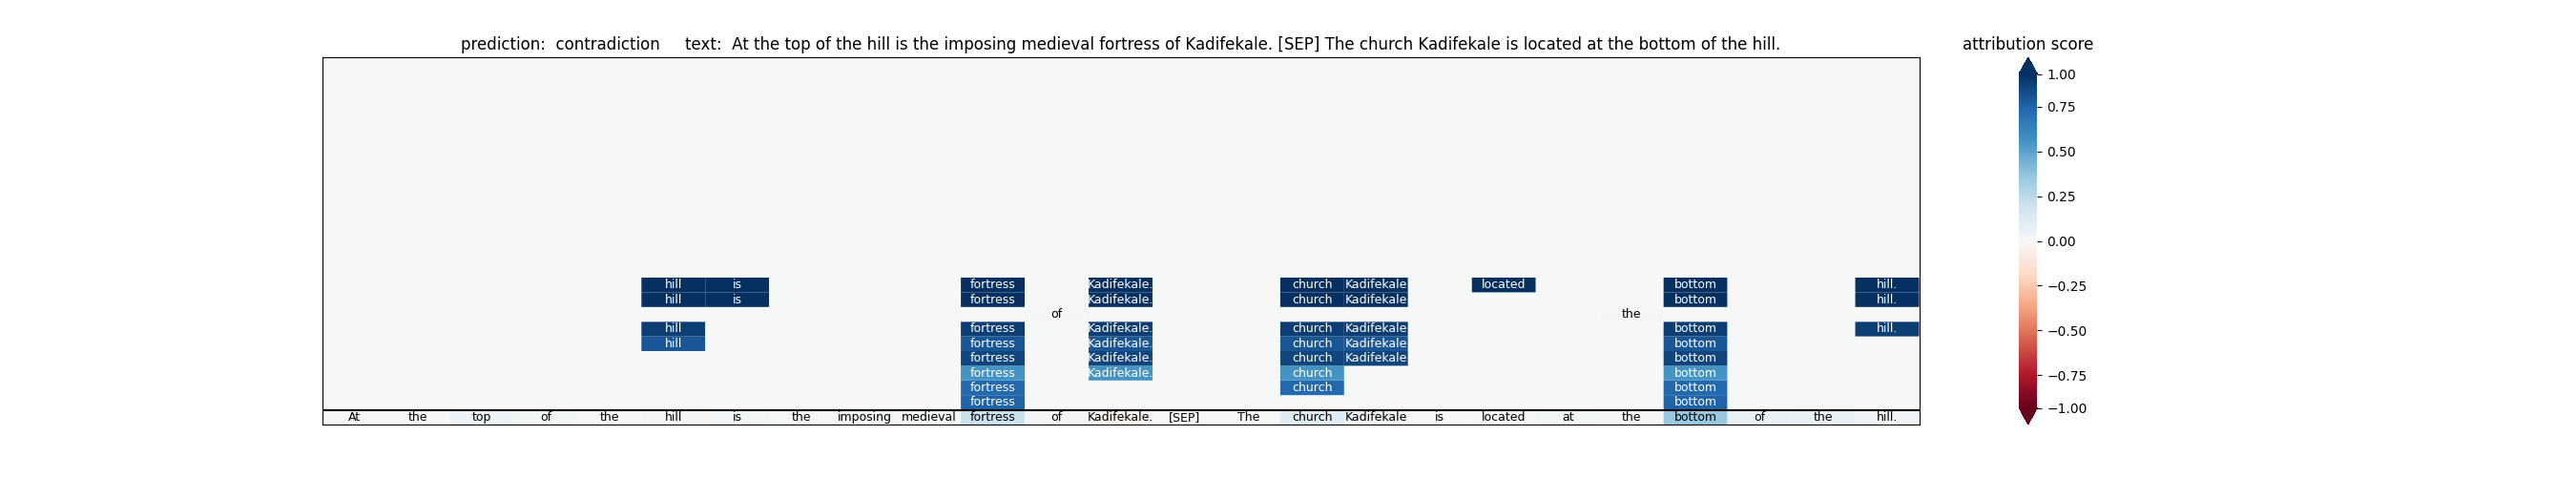 prediction:  contradiction     text:  At the top of the hill is the imposing medieval fortress of Kadifekale. [SEP] The church Kadifekale is located at the bottom of the hill.
attribution score
1.00
0.75
0.50
0.25
0.00
−0.25
−0.50
−0.75
−1.00
hill is fortress Kadifekale. church Kadifekale located bottom hill.
hill is fortress Kadifekale. church Kadifekale bottom hill.
of the
hill fortress Kadifekale. church Kadifekale bottom hill.
hill fortress Kadifekale. church Kadifekale bottom
fortress Kadifekale. church Kadifekale bottom
fortress Kadifekale. church bottom
fortress church bottom
fortress bottom
At the top of the hill is the imposing medieval fortress of Kadifekale. [SEP] The church Kadifekale is located at the bottom of the hill.